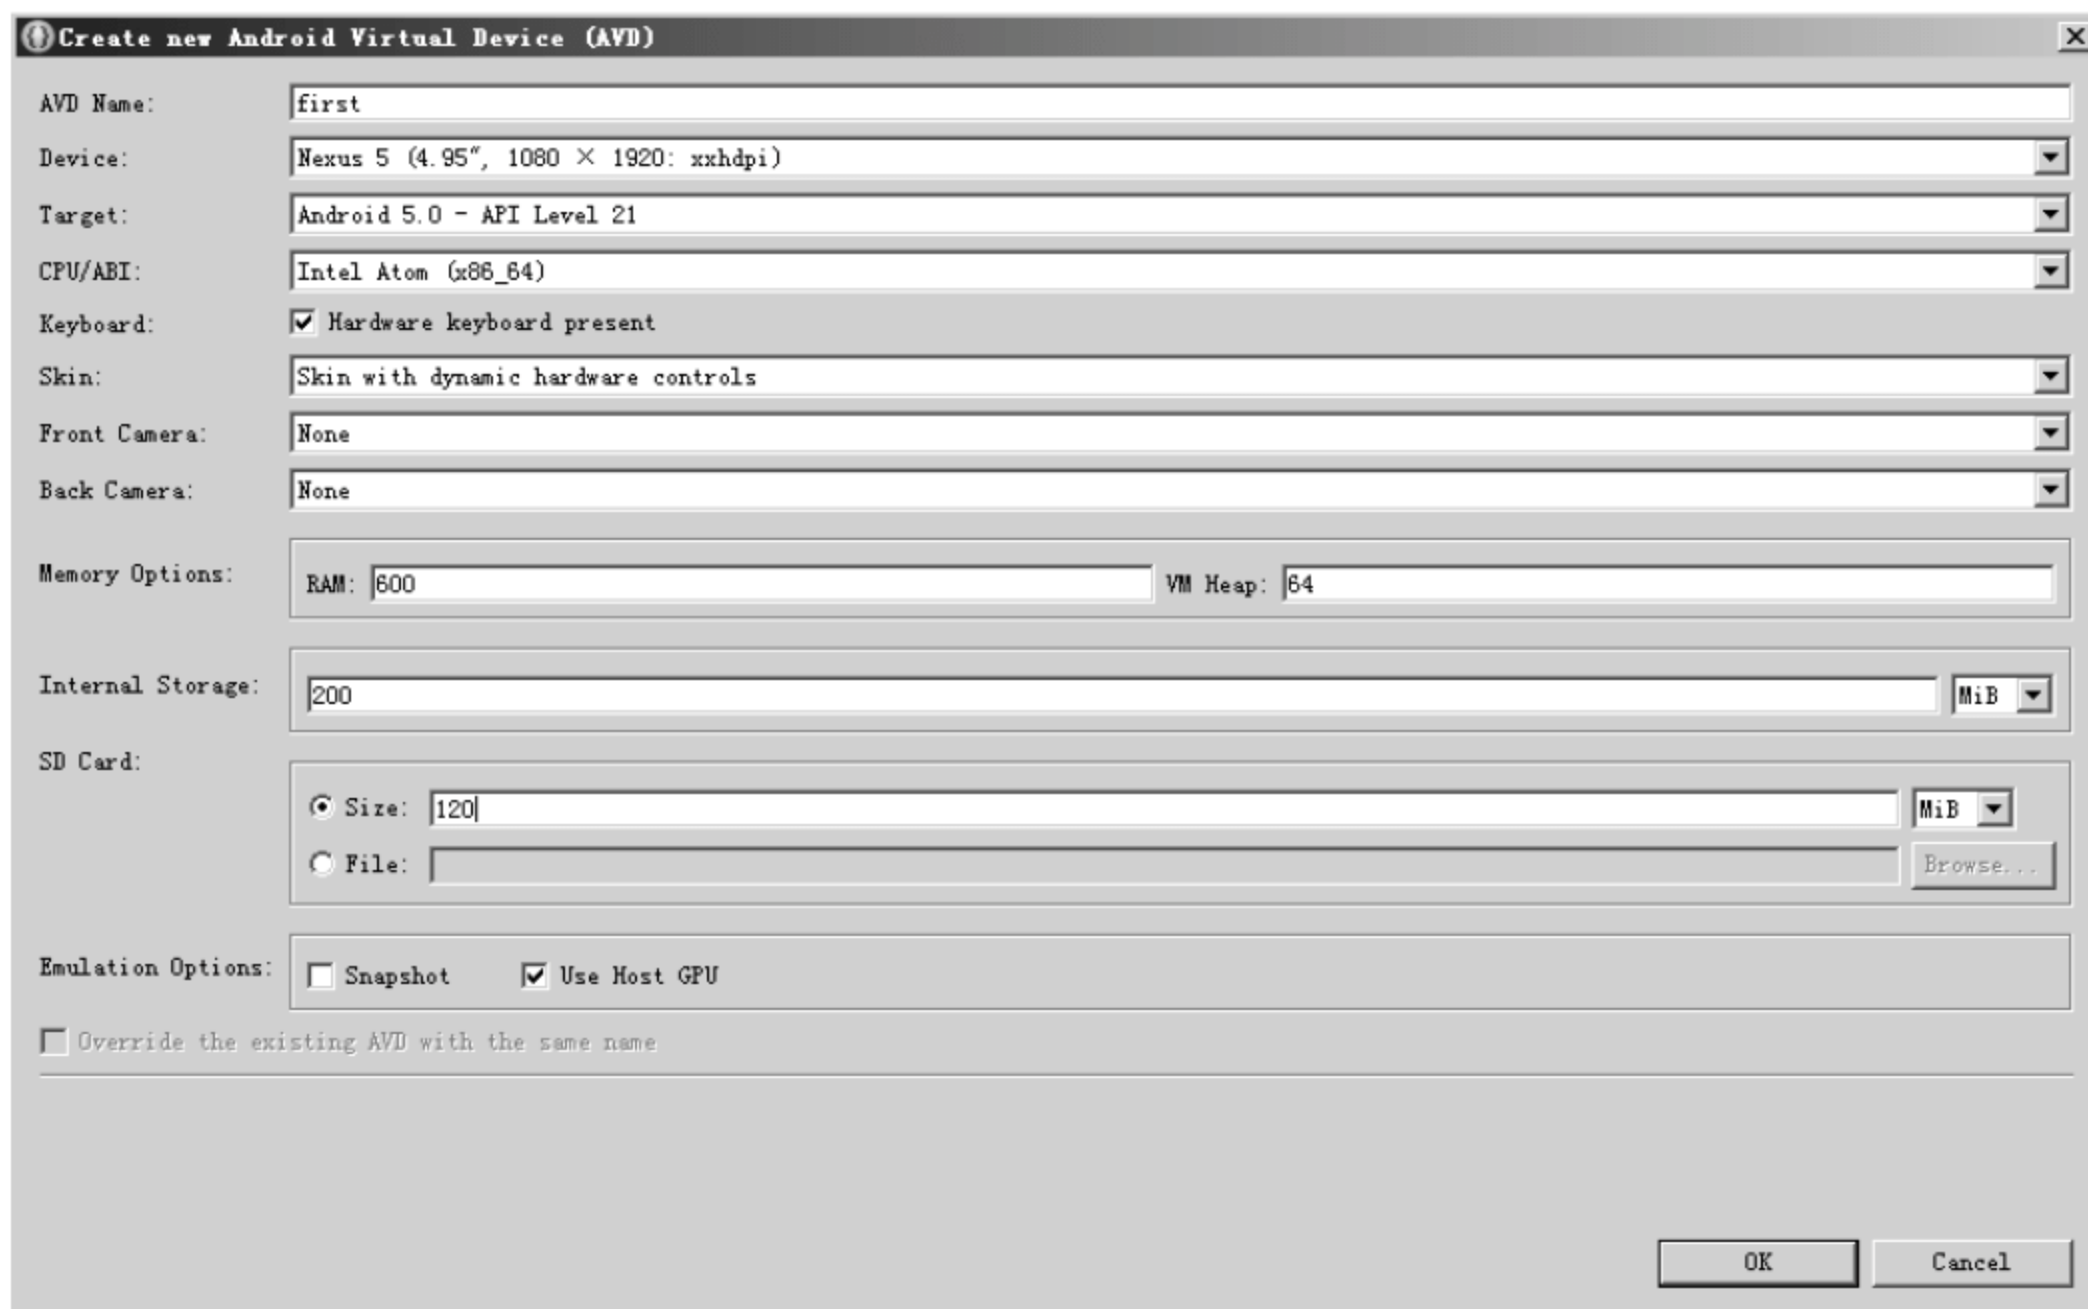 Create new Android Virtual Device (AVD)
AVD Name: first
Device: Nexus 5 (4.95″, 1080 × 1920: xxhdpi)
Target: Android 5.0 - API Level 21
CPU/ABI: Intel Atom (x86_64)
Keyboard: Hardware keyboard present
Skin: Skin with dynamic hardware controls
Front Camera: None
Back Camera: None
Memory Options: RAM: 600 VM Heap: 64
Internal Storage: 200 MiB
SD Card:
Size: 120 MiB
File: Browse...
Emulation Options: Snapshot Use Host GPU
Override the existing AVD with the same name
OK Cancel